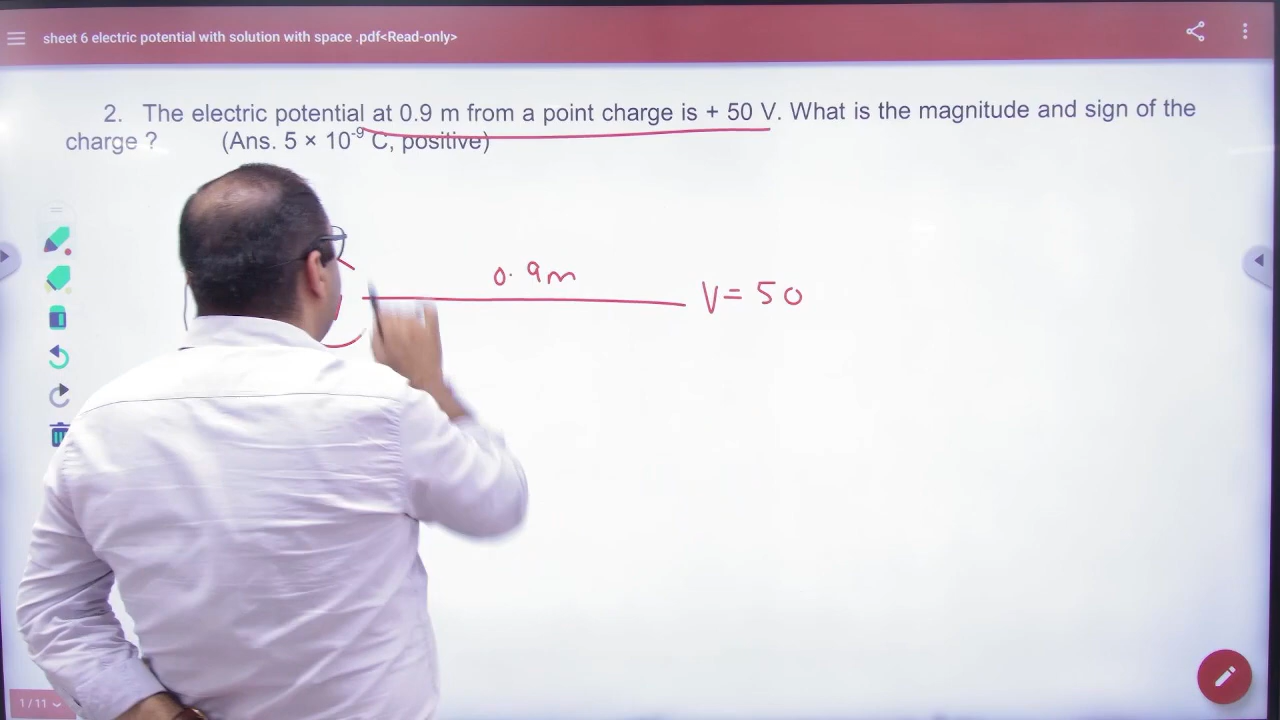 sheet 6 electric potential with solution with space .pdf<Read-only>
2. The electric potential at 0.9 m from a point charge is + 50 V. What is the magnitude and sign of the
charge ? (Ans. 5 × 10⁻⁹ C, positive)
0.9m
V = 50
1 / 11